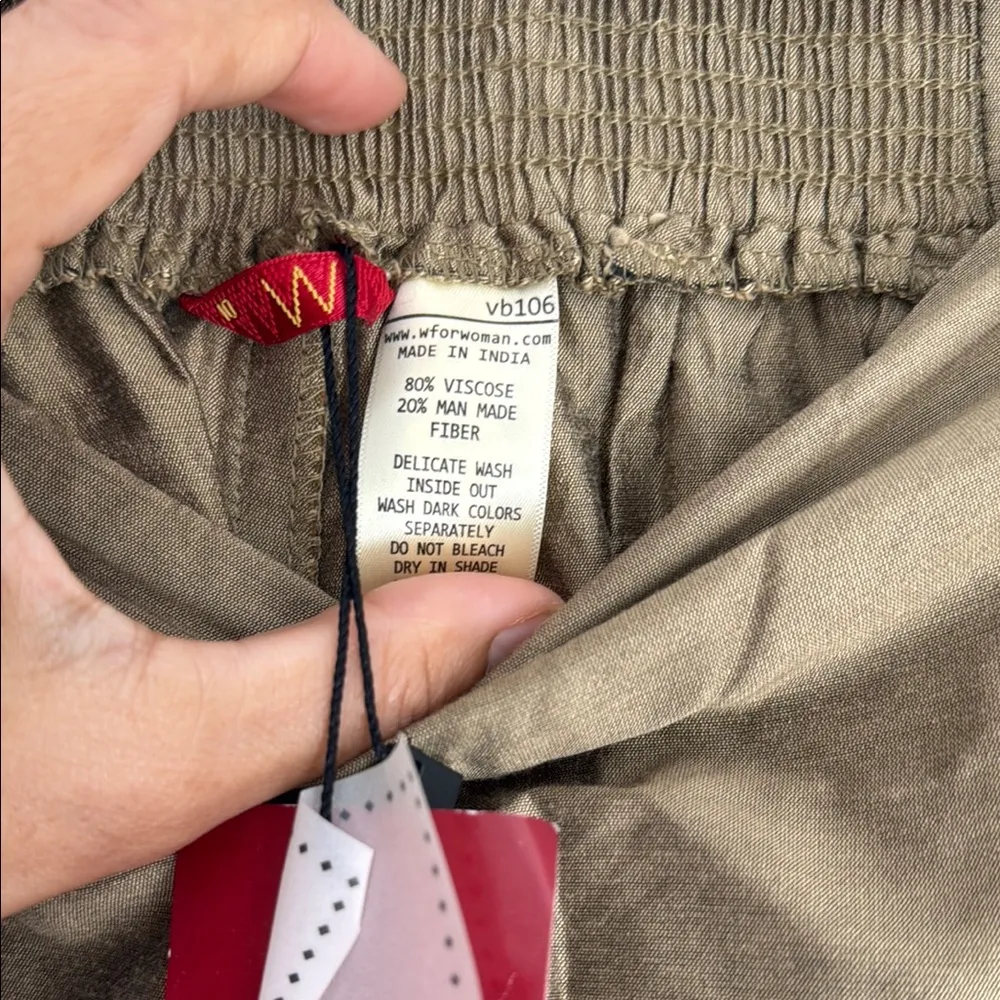 W
vb106
www.wforwoman.com
MADE IN INDIA
80% VISCOSE
20% MAN MADE
FIBER
DELICATE WASH
INSIDE OUT
WASH DARK COLORS
SEPARATELY
DO NOT BLEACH
DRY IN SHADE